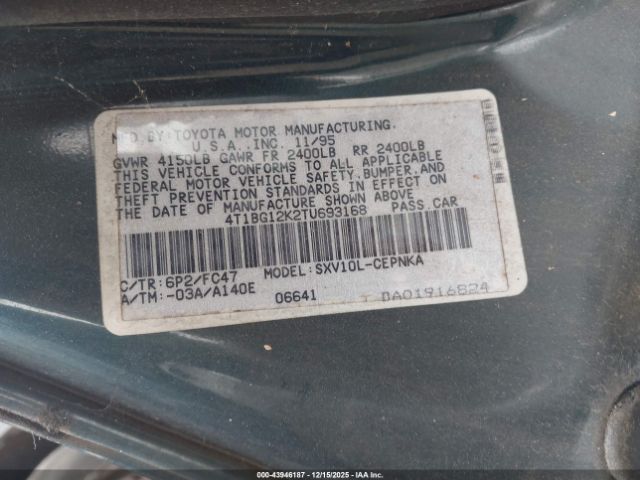 MFD. BY: TOYOTA MOTOR MANUFACTURING.
U.S.A., INC. 11/95
GVWR 4150LB GAWR FR 2400LB RR 2400LB
THIS VEHICLE CONFORMS TO ALL APPLICABLE
FEDERAL MOTOR VEHICLE SAFETY, BUMPER, AND
THEFT PREVENTION STANDARDS IN EFFECT ON
THE DATE OF MANUFACTURE SHOWN ABOVE
4T1BG12K2TU693168 PASS CAR
C/TR: 6P2/FC47 MODEL: SXV10L-CEPNKA
A/TM: -03A/A140E 06641 BA01916824
000-43946187 - 12/15/2025 - IAAI Copyright